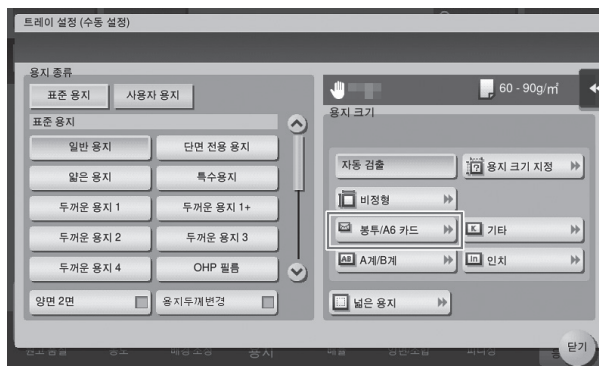 트레이 설정 (수동 설정)
용지 종류
표준 용지 사용자 용지
표준 용지
일반 용지 단면 전용 용지
얇은 용지 특수용지
두꺼운 용지 1 두꺼운 용지 1+
두꺼운 용지 2 두꺼운 용지 3
두꺼운 용지 4 OHP 필름
양면 2면 용지두께변경
60 - 90g/㎡
용지 크기
자동 검출 용지 크기 지정
비정형
봉투/A6 카드 K 기타
AB A계/B계 In 인치
넓은 용지
용지
닫기